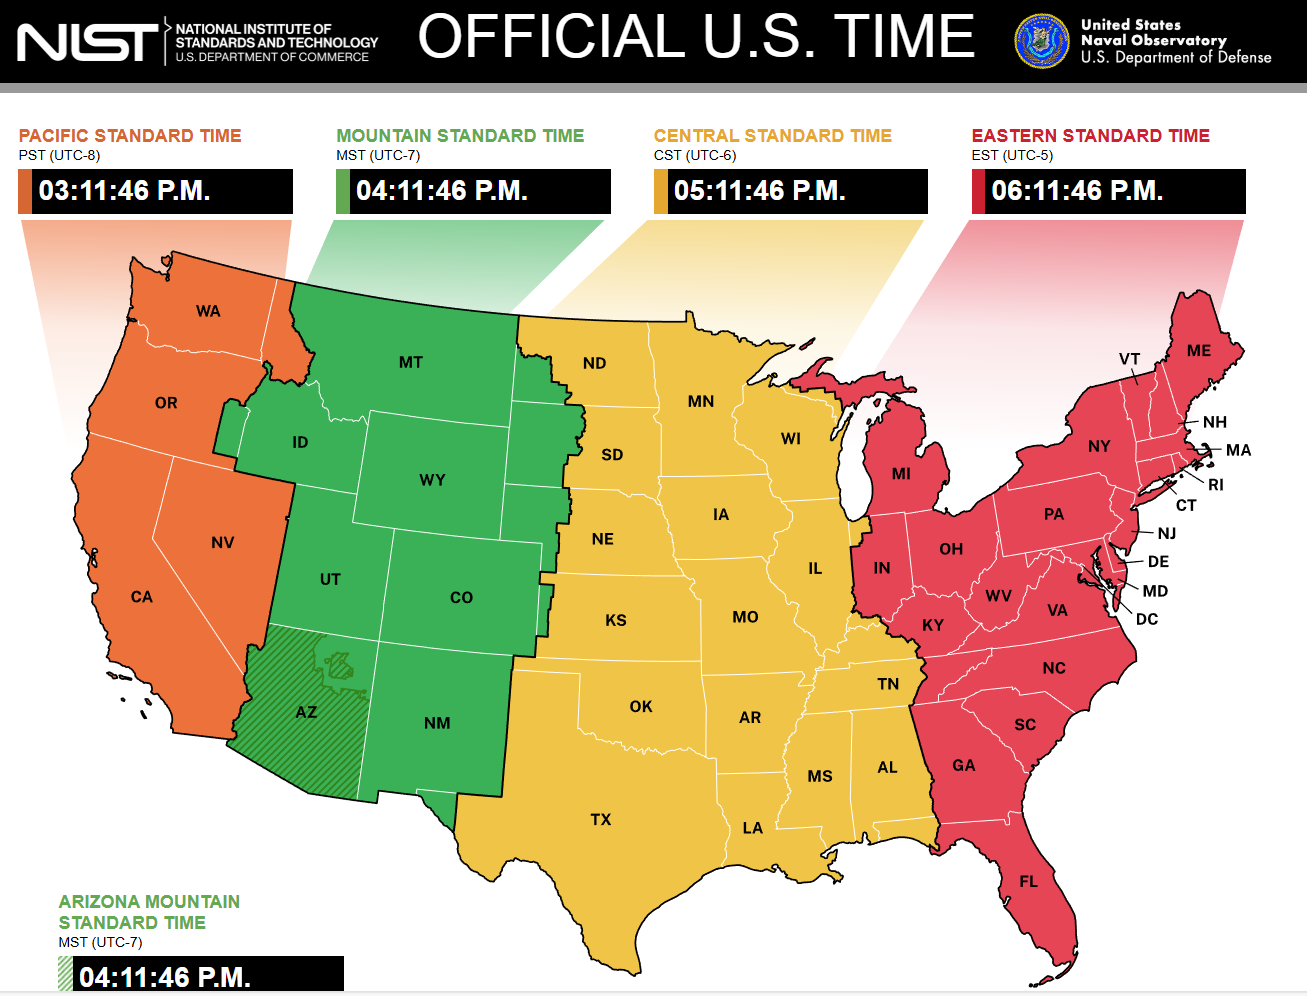 NIST
NATIONAL INSTITUTE OF
STANDARDS AND TECHNOLOGY
U.S. DEPARTMENT OF COMMERCE
OFFICIAL U.S. TIME
United States
Naval Observatory
U.S. Department of Defense
PACIFIC STANDARD TIME
PST (UTC-8)
03:11:46 P.M.
MOUNTAIN STANDARD TIME
MST (UTC-7)
04:11:46 P.M.
CENTRAL STANDARD TIME
CST (UTC-6)
05:11:46 P.M.
EASTERN STANDARD TIME
EST (UTC-5)
06:11:46 P.M.
WA
MT
ND
MN
VT
ME
OR
ID
WY
SD
WI
MI
NY
NH
MA
RI
CT
NV
CA
UT
CO
NE
IA
IL
IN
OH
PA
NJ
DE
MD
DC
KS
MO
KY
WV
VA
AZ
NM
OK
AR
TN
NC
SC
TX
LA
MS
AL
GA
FL
ARIZONA MOUNTAIN
STANDARD TIME
MST (UTC-7)
04:11:46 P.M.